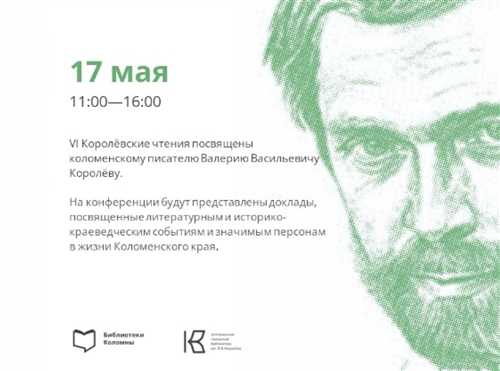 17 мая
11:00—16:00
VI Королёвские чтения посвящены
коломенскому писателю Валерию Васильевичу
Королёву.
На конференции будут представлены доклады,
посвященные литературным и историко-
краеведческим событиям и значимым персонам
в жизни Коломенского края.
Библиотеки
Коломны